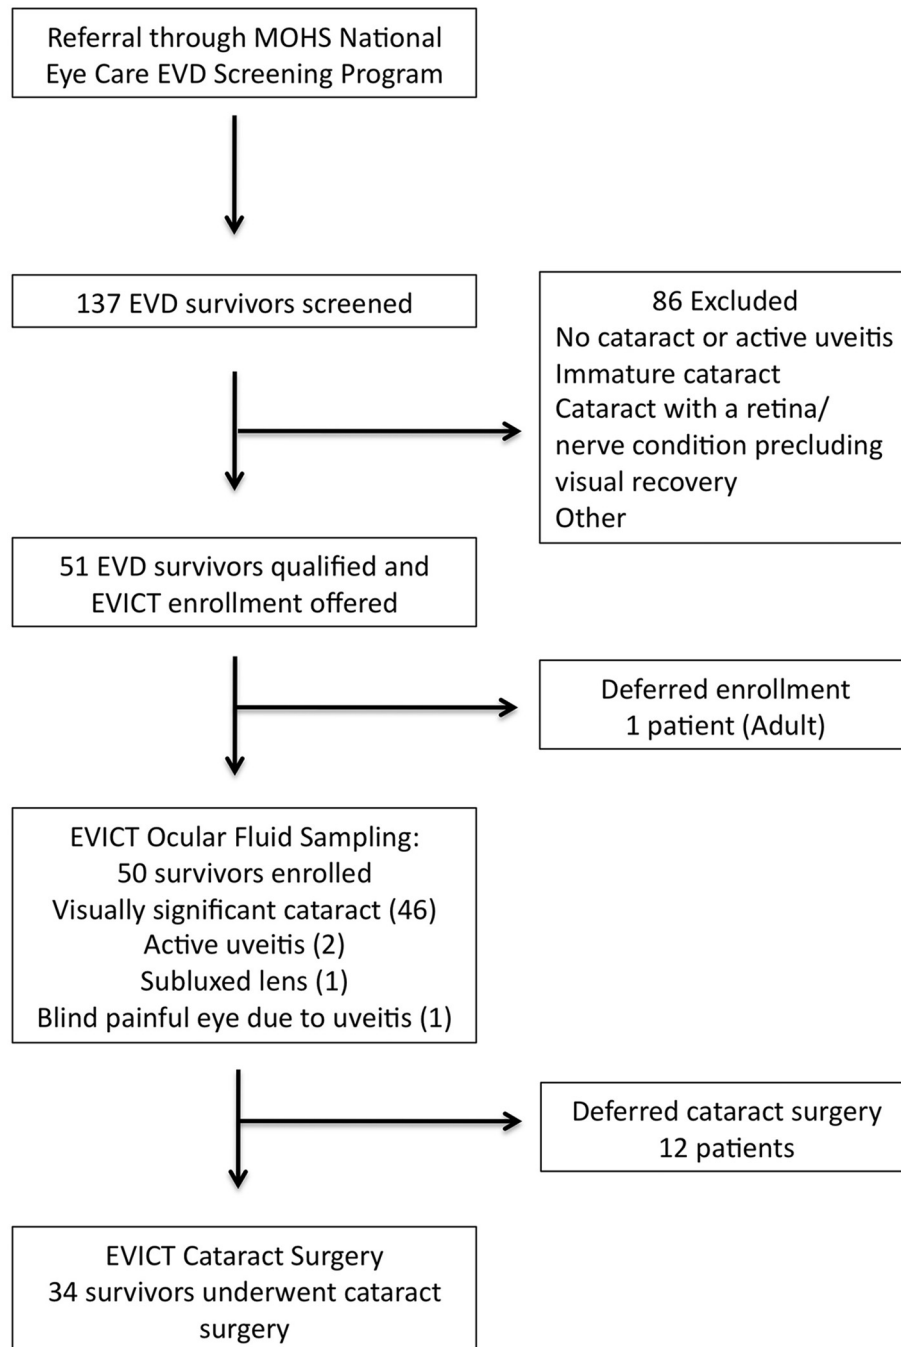 Referral through MOHS National
Eye Care EVD Screening Program
137 EVD survivors screened
86 Excluded
No cataract or active uveitis
Immature cataract
Cataract with a retina/
nerve condition precluding
visual recovery
Other
51 EVD survivors qualified and
EVICT enrollment offered
Deferred enrollment
1 patient (Adult)
EVICT Ocular Fluid Sampling:
50 survivors enrolled
Visually significant cataract (46)
Active uveitis (2)
Subluxed lens (1)
Blind painful eye due to uveitis (1)
Deferred cataract surgery
12 patients
EVICT Cataract Surgery
34 survivors underwent cataract
surgery